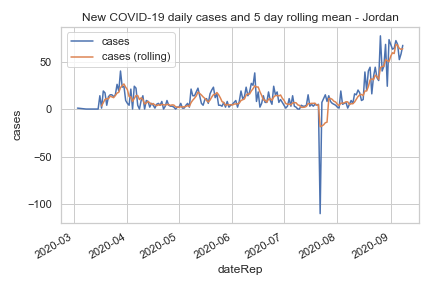 New COVID-19 daily cases and 5 day rolling mean - Jordan
cases
cases (rolling)
50
0
−50
−100
cases
2020-03
2020-04
2020-05
2020-06
2020-07
2020-08
2020-09
dateRep